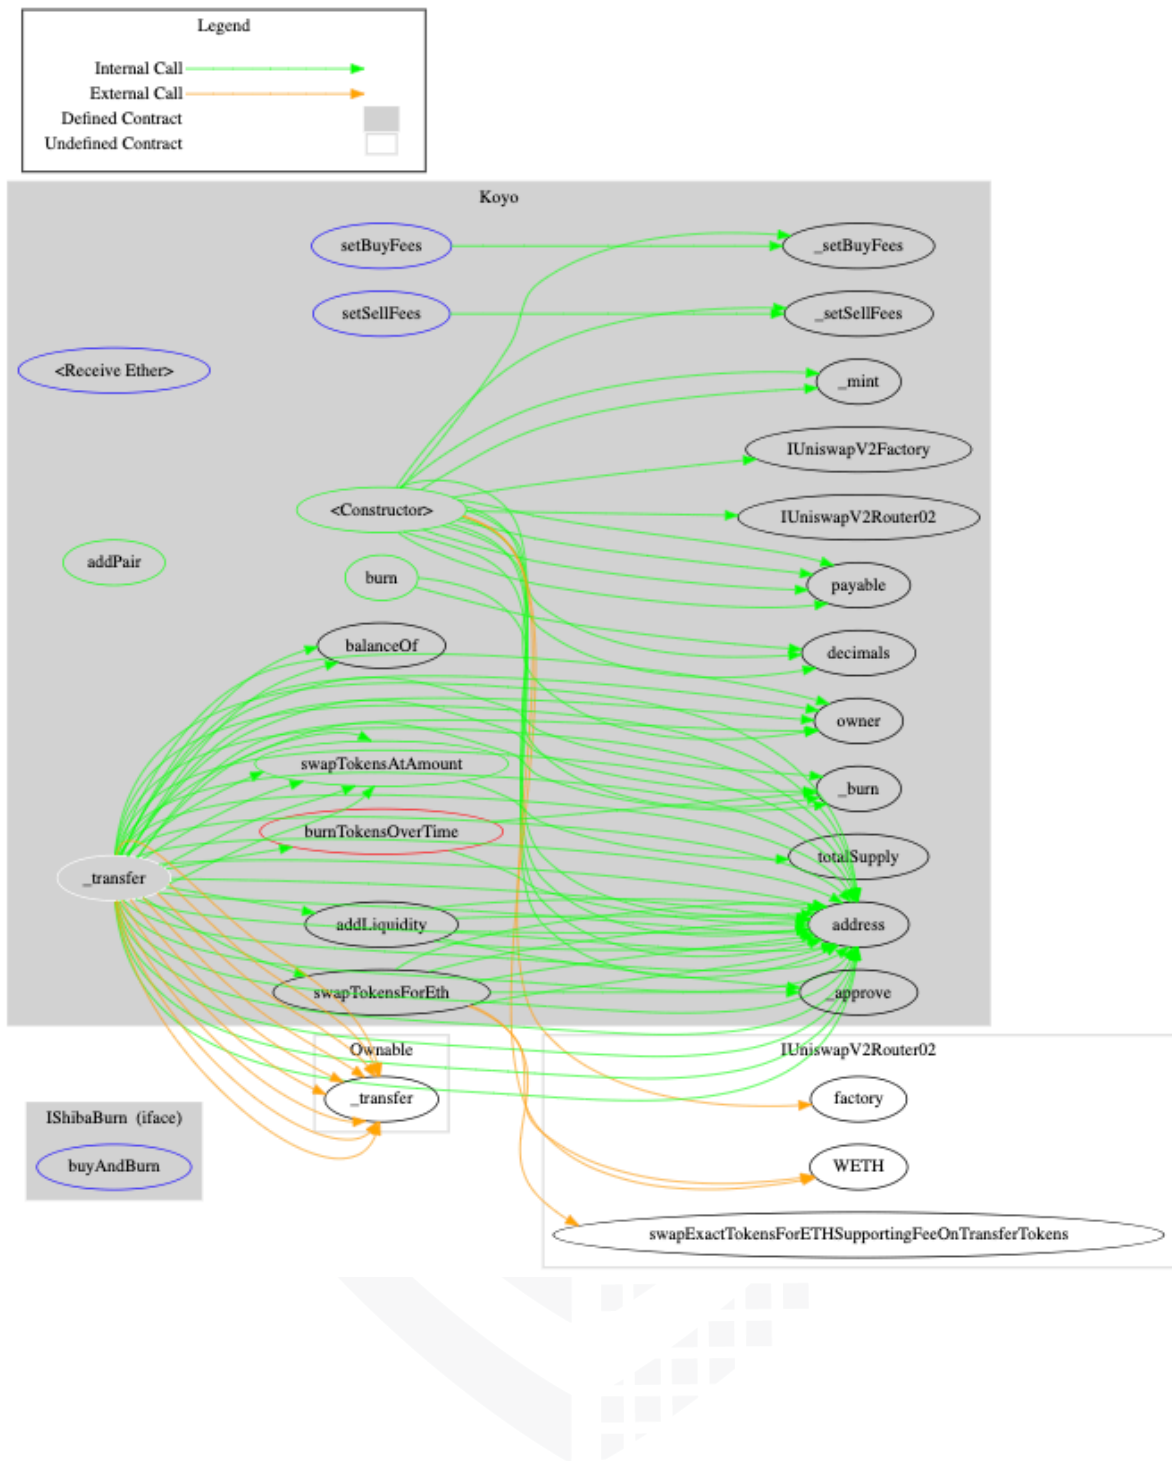 Legend
Internal Call
External Call
Defined Contract
Undefined Contract
Koyo
setBuyFees
_setBuyFees
setSellFees
_setSellFees
<Receive Ether>
_mint
IUniswapV2Factory
<Constructor>
IUniswapV2Router02
addPair
burn
payable
balanceOf
decimals
owner
swapTokensAtAmount
_burn
burnTokensOverTime
totalSupply
_transfer
addLiquidity
address
swapTokensForEth
_approve
Ownable
IUniswapV2Router02
_transfer
factory
IShibaBurn (iface)
buyAndBurn
WETH
swapExactTokensForETHSupportingFeeOnTransferTokens